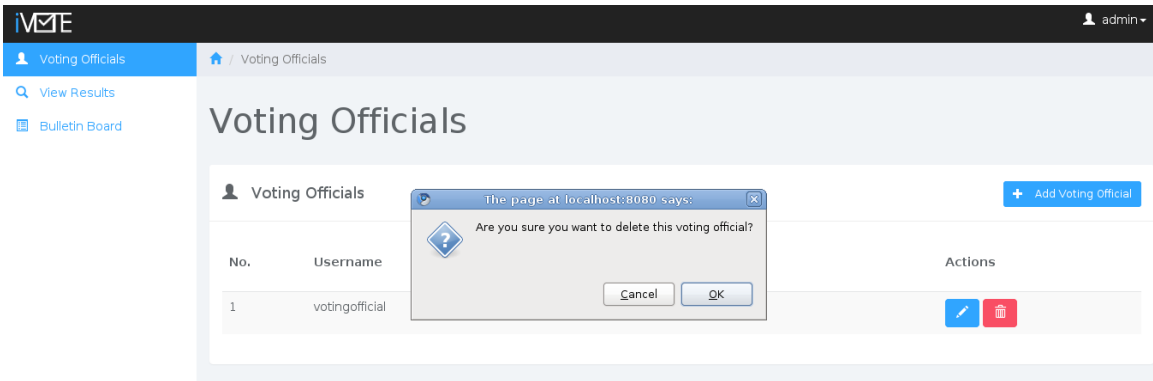 iVOTE
admin
Voting Officials
/ Voting Officials
View Results
Bulletin Board
Voting Officials
Voting Officials
Add Voting Official
The page at localhost:8080 says:
Are you sure you want to delete this voting official?
Cancel
OK
No.
Username
Actions
1
votingofficial